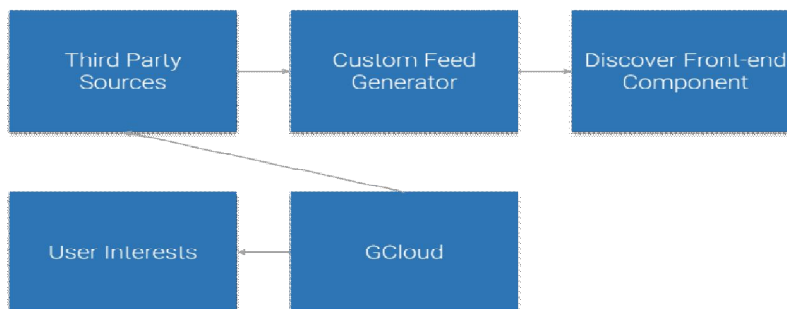 Third Party
Sources
Custom Feed
Generator
Discover Front-end
Component
User Interests
GCloud